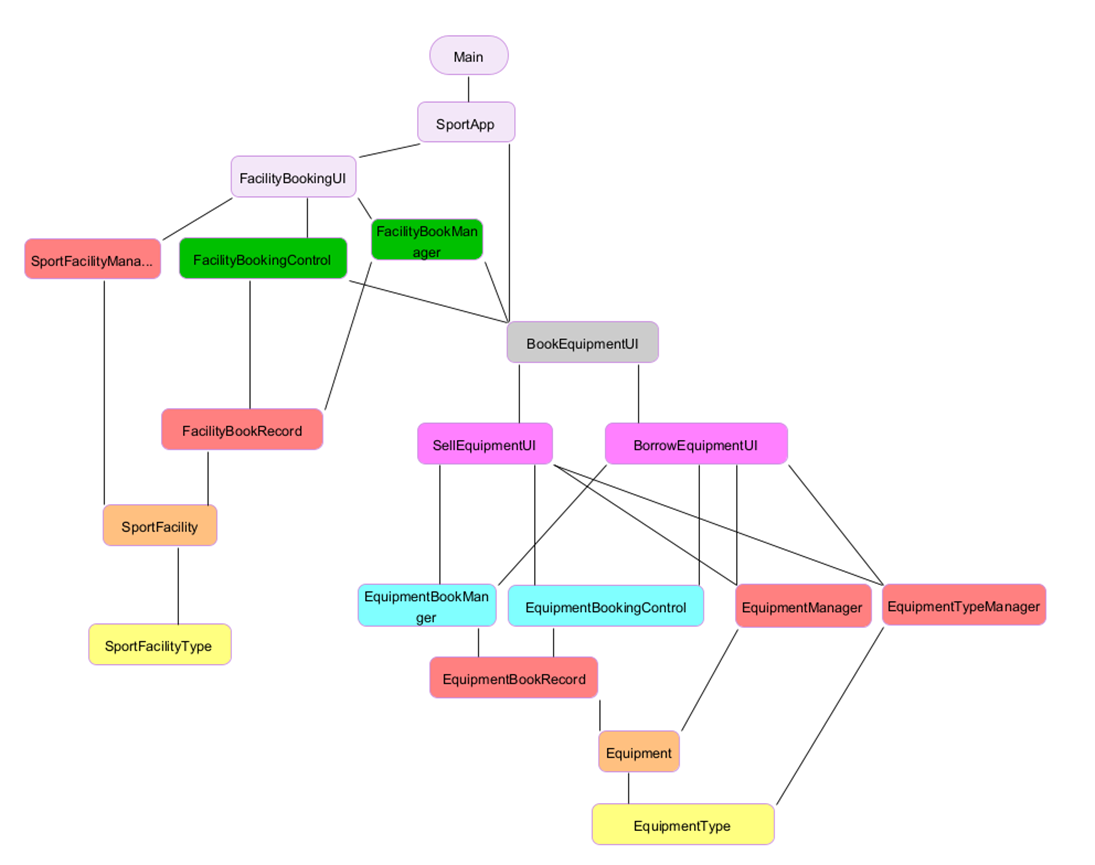 Main
SportApp
FacilityBookingUI
FacilityBookMan
ager
SportFacilityMana...
FacilityBookingControl
BookEquipmentUI
FacilityBookRecord
SellEquipmentUI
BorrowEquipmentUI
SportFacility
EquipmentBookMan
ger
EquipmentBookingControl
EquipmentManager
EquipmentTypeManager
SportFacilityType
EquipmentBookRecord
Equipment
EquipmentType